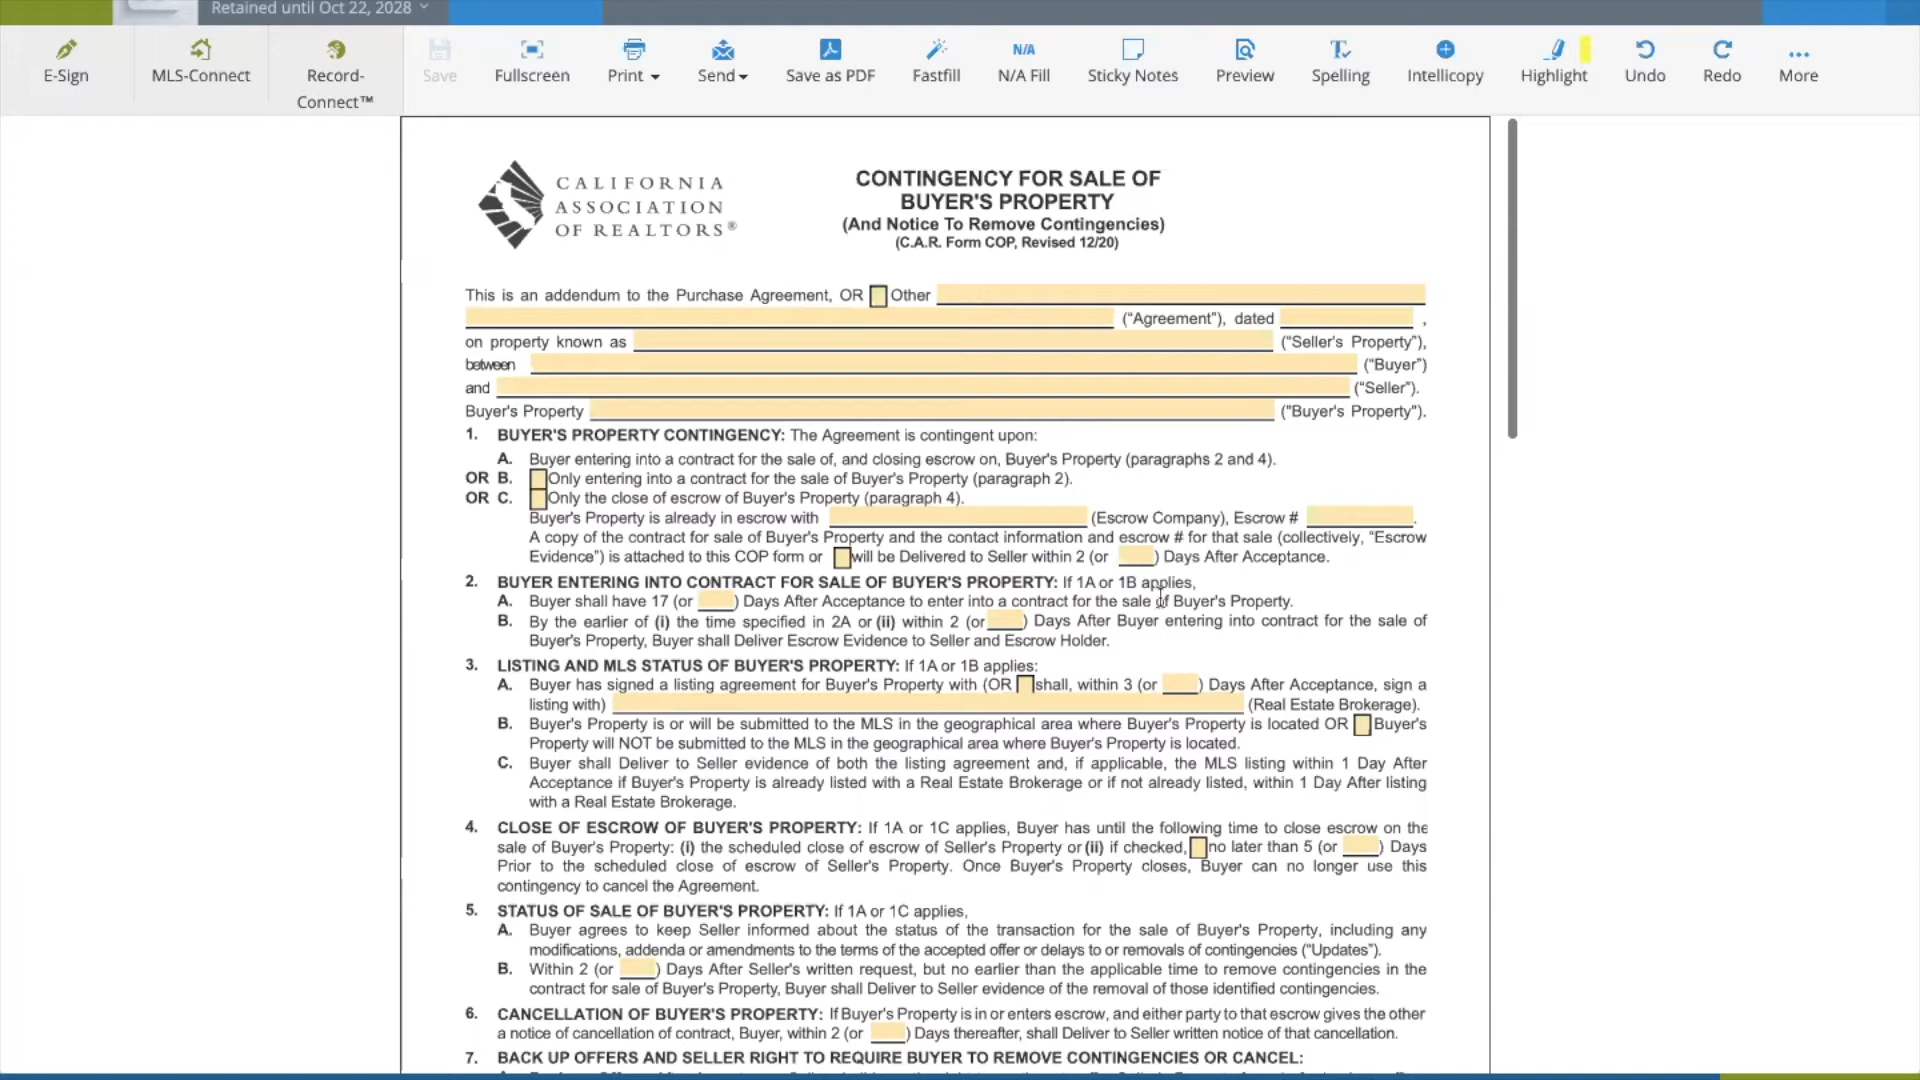 Retained until Oct 22, 2028
E-Sign
MLS-Connect
Record-
Connect™
Save
Fullscreen
Print
Send
Save as PDF
Fastfill
N/A
N/A Fill
Sticky Notes
Preview
Spelling
Intellicopy
Highlight
Undo
Redo
More
CALIFORNIA
ASSOCIATION
OF REALTORS®
CONTINGENCY FOR SALE OF
BUYER'S PROPERTY
(And Notice To Remove Contingencies)
(C.A.R. Form COP, Revised 12/20)
This is an addendum to the Purchase Agreement, OR Other
(“Agreement”), dated ,
on property known as (“Seller's Property”),
between (“Buyer”)
and (“Seller”).
Buyer's Property ("Buyer's Property").
1. BUYER'S PROPERTY CONTINGENCY: The Agreement is contingent upon:
A. Buyer entering into a contract for the sale of, and closing escrow on, Buyer's Property (paragraphs 2 and 4).
OR B. Only entering into a contract for the sale of Buyer's Property (paragraph 2).
OR C. Only the close of escrow of Buyer's Property (paragraph 4).
Buyer's Property is already in escrow with (Escrow Company), Escrow # .
A copy of the contract for sale of Buyer's Property and the contact information and escrow # for that sale (collectively, “Escrow
Evidence”) is attached to this COP form or will be Delivered to Seller within 2 (or ) Days After Acceptance.
2. BUYER ENTERING INTO CONTRACT FOR SALE OF BUYER'S PROPERTY: If 1A or 1B applies,
A. Buyer shall have 17 (or ) Days After Acceptance to enter into a contract for the sale of Buyer's Property.
B. By the earlier of (i) the time specified in 2A or (ii) within 2 (or ) Days After Buyer entering into contract for the sale of
Buyer's Property, Buyer shall Deliver Escrow Evidence to Seller and Escrow Holder.
3. LISTING AND MLS STATUS OF BUYER'S PROPERTY: If 1A or 1B applies:
A. Buyer has signed a listing agreement for Buyer's Property with (OR shall, within 3 (or ) Days After Acceptance, sign a
listing with) (Real Estate Brokerage).
B. Buyer's Property is or will be submitted to the MLS in the geographical area where Buyer's Property is located OR Buyer's
Property will NOT be submitted to the MLS in the geographical area where Buyer's Property is located.
C. Buyer shall Deliver to Seller evidence of both the listing agreement and, if applicable, the MLS listing within 1 Day After
Acceptance if Buyer's Property is already listed with a Real Estate Brokerage or if not already listed, within 1 Day After listing
with a Real Estate Brokerage.
4. CLOSE OF ESCROW OF BUYER'S PROPERTY: If 1A or 1C applies, Buyer has until the following time to close escrow on the
sale of Buyer's Property: (i) the scheduled close of escrow of Seller's Property or (ii) if checked, no later than 5 (or ) Days
Prior to the scheduled close of escrow of Seller's Property. Once Buyer's Property closes, Buyer can no longer use this
contingency to cancel the Agreement.
5. STATUS OF SALE OF BUYER'S PROPERTY: If 1A or 1C applies,
A. Buyer agrees to keep Seller informed about the status of the transaction for the sale of Buyer's Property, including any
modifications, addenda or amendments to the terms of the accepted offer or delays to or removals of contingencies (“Updates”).
B. Within 2 (or ) Days After Seller's written request, but no earlier than the applicable time to remove contingencies in the
contract for sale of Buyer's Property, Buyer shall Deliver to Seller evidence of the removal of those identified contingencies.
6. CANCELLATION OF BUYER'S PROPERTY: If Buyer's Property is in or enters escrow, and either party to that escrow gives the other
a notice of cancellation of contract, Buyer, within 2 (or ) Days thereafter, shall Deliver to Seller written notice of that cancellation.
7. BACK UP OFFERS AND SELLER RIGHT TO REQUIRE BUYER TO REMOVE CONTINGENCIES OR CANCEL: